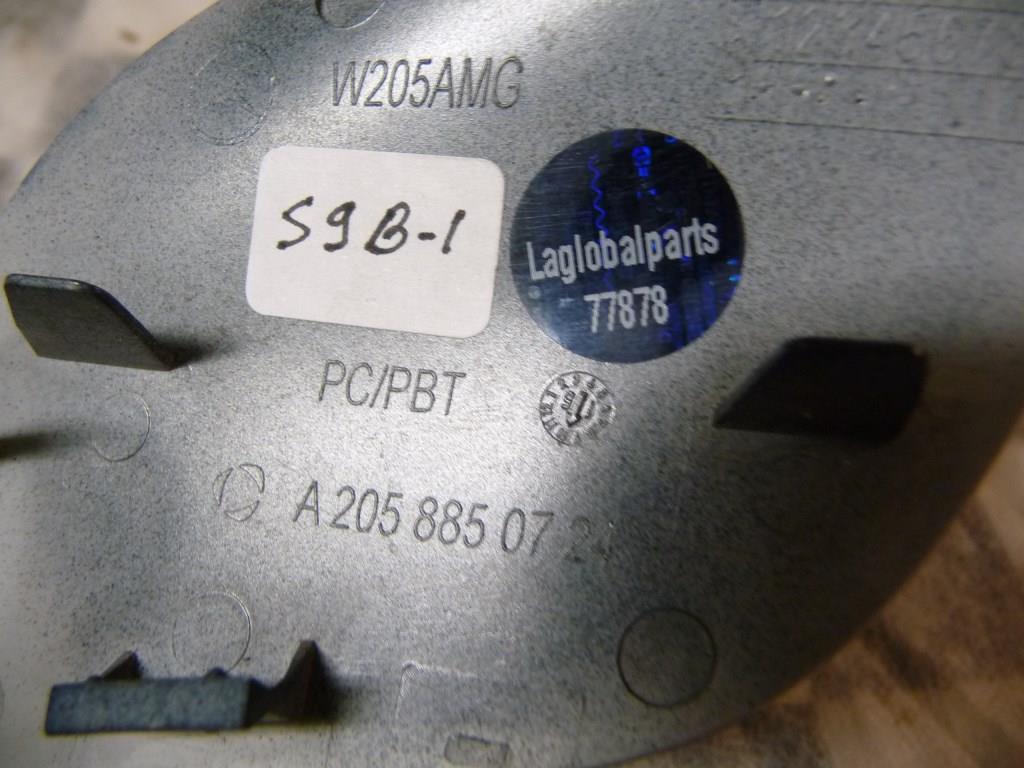 W205AMG
S9B-1
Laglobalparts
77878
PC/PBT
A 205 885 07 24